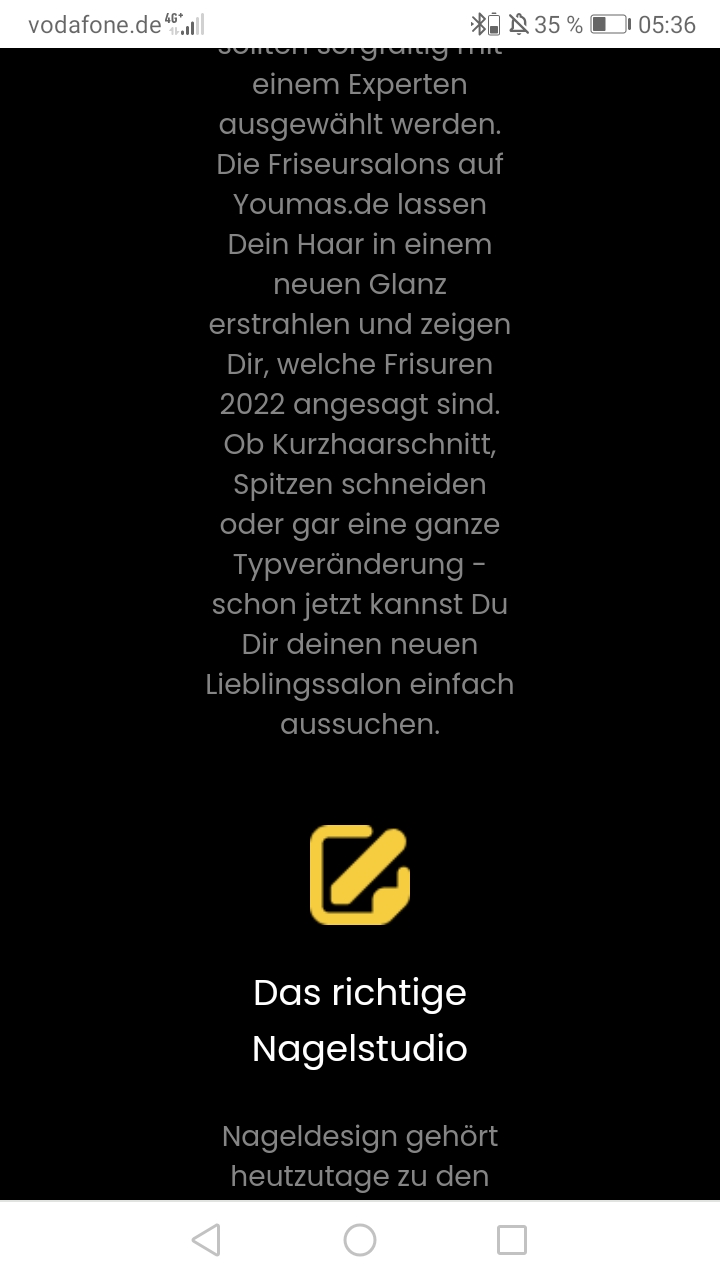 vodafone.de 4G+ 35 % 05:36
sollten sorgfältig mit
einem Experten
ausgewählt werden.
Die Friseursalons auf
Youmas.de lassen
Dein Haar in einem
neuen Glanz
erstrahlen und zeigen
Dir, welche Frisuren
2022 angesagt sind.
Ob Kurzhaarschnitt,
Spitzen schneiden
oder gar eine ganze
Typveränderung -
schon jetzt kannst Du
Dir deinen neuen
Lieblingssalon einfach
aussuchen.
Das richtige
Nagelstudio
Nageldesign gehört
heutzutage zu den